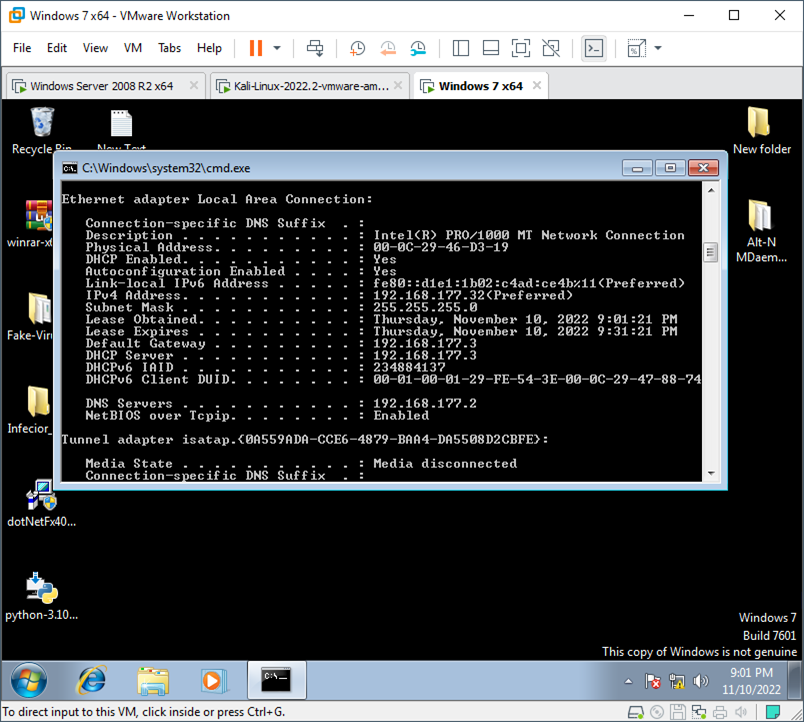 Windows 7 x64 - VMware Workstation
File Edit View VM Tabs Help
Windows Server 2008 R2 x64
Kali-Linux-2022.2-vmware-am...
Windows 7 x64
Recycle Bin
New Text
New folder
C:\Windows\system32\cmd.exe
Ethernet adapter Local Area Connection:
Connection-specific DNS Suffix . :
Description . . . . . . . . . . . : Intel(R) PRO/1000 MT Network Connection
Physical Address. . . . . . . . . : 00-0C-29-46-D3-19
DHCP Enabled. . . . . . . . . . . : Yes
Autoconfiguration Enabled . . . . : Yes
Link-local IPv6 Address . . . . . : fe80::d1e1:1b02:c4ad:ce4b%11(Preferred)
IPv4 Address. . . . . . . . . . . : 192.168.177.32(Preferred)
Subnet Mask . . . . . . . . . . . : 255.255.255.0
Lease Obtained. . . . . . . . . . : Thursday, November 10, 2022 9:01:21 PM
Lease Expires . . . . . . . . . . : Thursday, November 10, 2022 9:31:21 PM
Default Gateway . . . . . . . . . : 192.168.177.3
DHCP Server . . . . . . . . . . . : 192.168.177.3
DHCPv6 IAID . . . . . . . . . . . : 234884137
DHCPv6 Client DUID. . . . . . . . : 00-01-00-01-29-FE-54-3E-00-0C-29-47-88-74
DNS Servers . . . . . . . . . . . : 192.168.177.2
NetBIOS over Tcpip. . . . . . . . : Enabled
Tunnel adapter isatap.{0A559ADA-CCE6-4879-BAA4-DA5508D2CBFE}:
Media State . . . . . . . . . . . : Media disconnected
Connection-specific DNS Suffix . :
winrar-x6
Fake-Viru
Infecior_
dotNetFx40...
python-3.10...
Alt-N
MDaem...
Windows 7
Build 7601
This copy of Windows is not genuine
9:01 PM
11/10/2022
To direct input to this VM, click inside or press Ctrl+G.